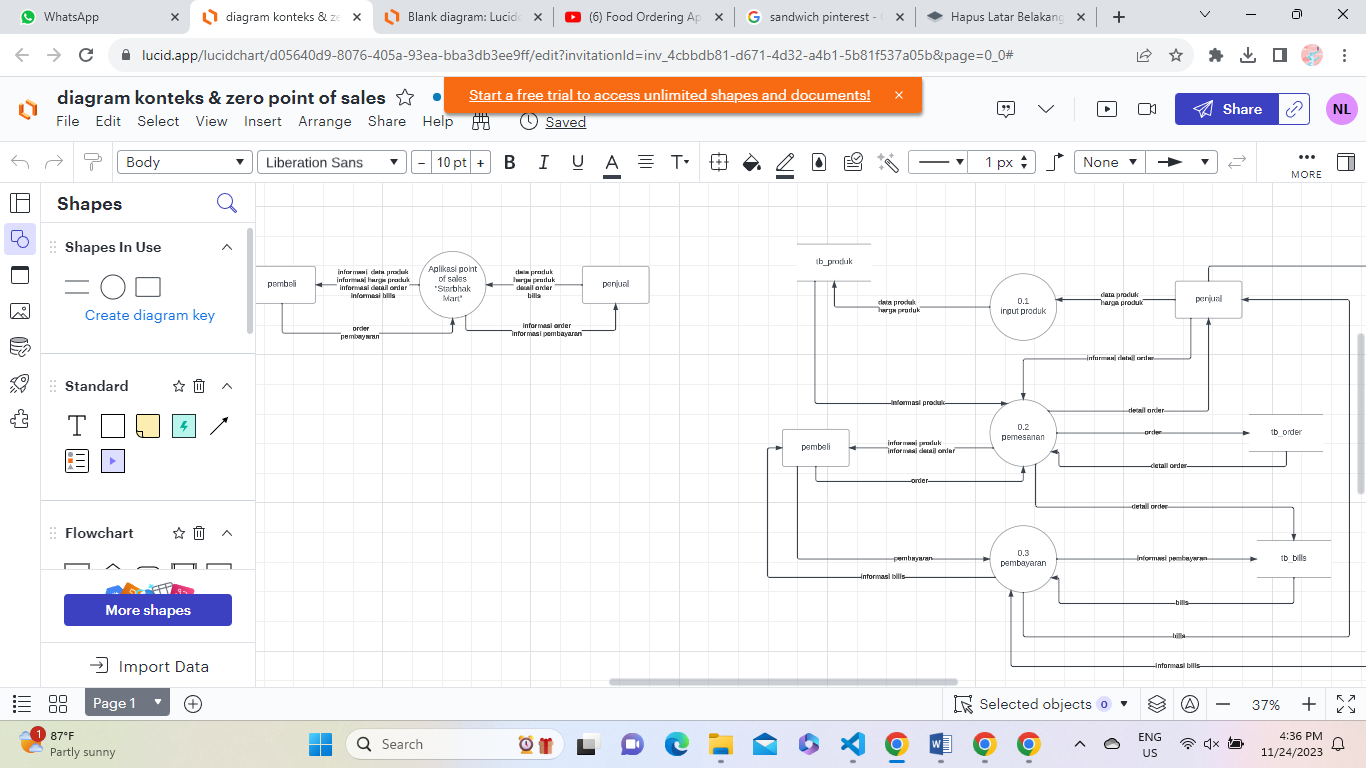 WhatsApp
diagram konteks & ze
Blank diagram: Lucidc
(6) Food Ordering Ap
sandwich pinterest - G
Hapus Latar Belakang
lucid.app/lucidchart/d05640d9-8076-405a-93ea-bba3db3ee9ff/edit?invitationId=inv_4cbbdb81-d671-4d32-a4b1-5b81f537a05b&page=0_0#
diagram konteks & zero point of sales
Start a free trial to access unlimited shapes and documents!
Share
NL
File Edit Select View Insert Arrange Share Help
Saved
Body
Liberation Sans
10 pt
B I U A T
1 px
None
MORE
Shapes
Shapes In Use
Create diagram key
Standard
T
Flowchart
More shapes
Import Data
pembeli
informasi data produk
informasi harga produk
informasi detail order
informasi bills
Aplikasi point
of sales
"Starbhak
Mart"
data produk
harga produk
detail order
bills
penjual
order
pembayaran
informasi order
informasi pembayaran
tb_produk
data produk
harga produk
0.1
input produk
data produk
harga produk
penjual
informasi detail order
informasi produk
detail order
0.2
pemesanan
order
tb_order
pembeli
informasi produk
informasi detail order
detail order
order
detail order
pembayaran
0.3
pembayaran
informasi pembayaran
tb_bills
informasi bills
bills
bills
informasi bills
Page 1
Selected objects 0
37%
1
87°F
Partly sunny
Search
ENG
US
4:36 PM
11/24/2023